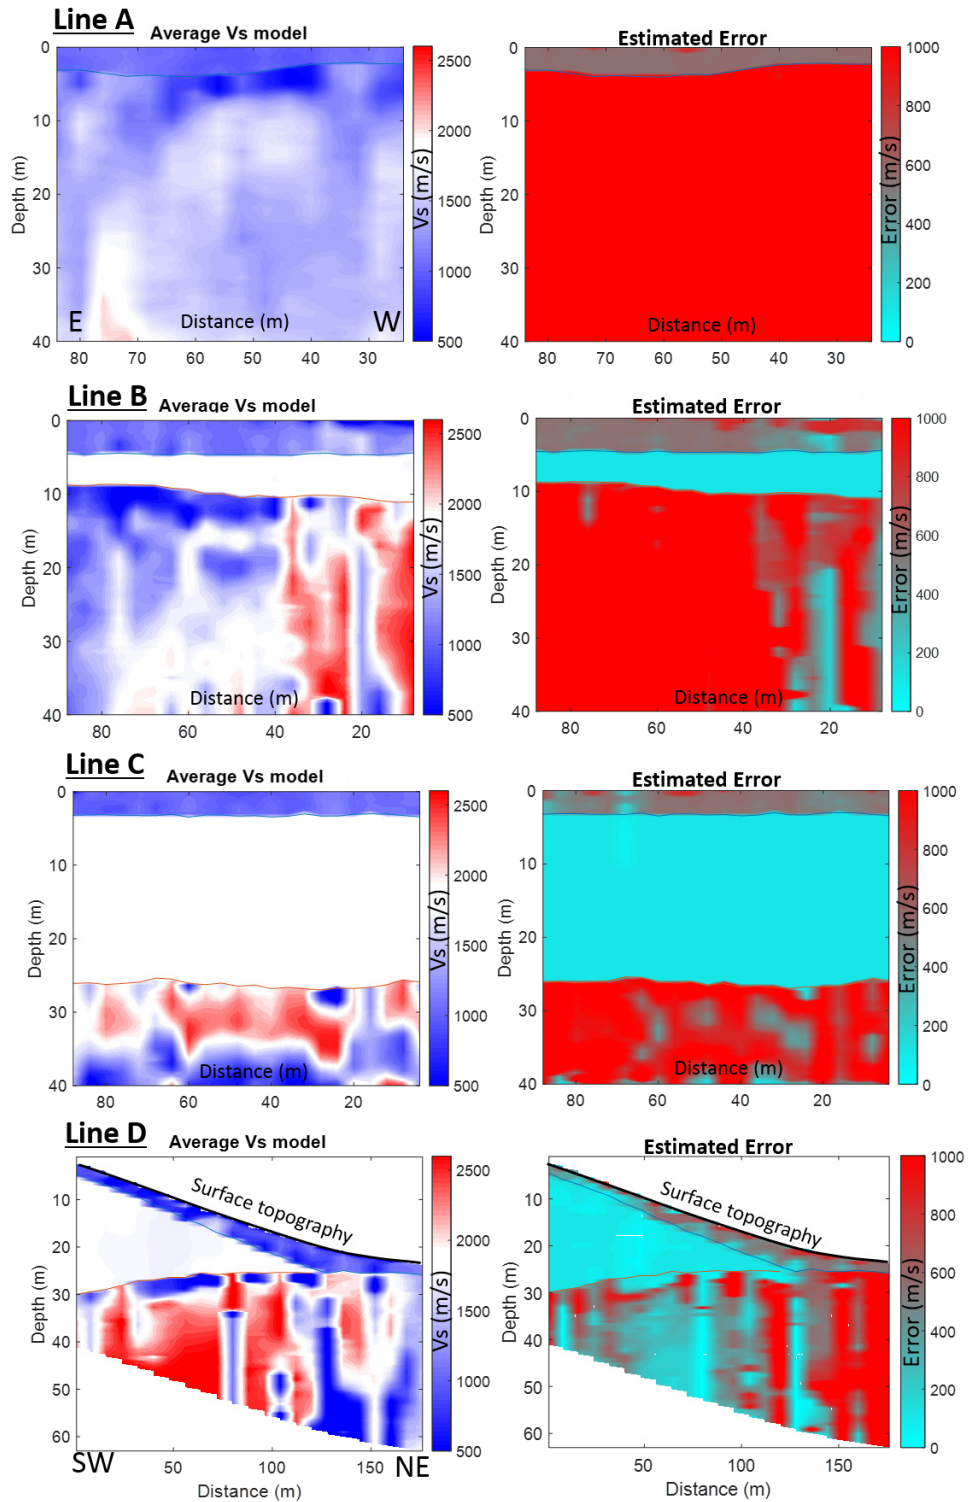 Line A
Average Vs model
Estimated Error
0
10
20
30
40
Depth (m)
E
Distance (m)
W
80
70
60
50
40
30
2500
2000
1500
1000
500
Vs (m/s)
0
10
20
30
40
Depth (m)
Distance (m)
80
70
60
50
40
30
1000
800
600
400
200
0
Error (m/s)
Line B
Average Vs model
Estimated Error
0
10
20
30
40
Depth (m)
Distance (m)
80
60
40
20
2500
2000
1500
1000
500
Vs (m/s)
0
10
20
30
40
Depth (m)
Distance (m)
80
60
40
20
1000
800
600
400
200
0
Error (m/s)
Line C
Average Vs model
Estimated Error
0
10
20
30
40
Depth (m)
Distance (m)
80
60
40
20
2500
2000
1500
1000
500
Vs (m/s)
0
10
20
30
40
Depth (m)
Distance (m)
80
60
40
20
1000
800
600
400
200
0
Error (m/s)
Line D
Average Vs model
Estimated Error
Surface topography
10
20
30
40
50
60
Depth (m)
SW
NE
50
100
150
Distance (m)
2500
2000
1500
1000
500
Vs (m/s)
Surface topography
10
20
30
40
50
60
Depth (m)
50
100
150
Distance (m)
1000
800
600
400
200
0
Error (m/s)